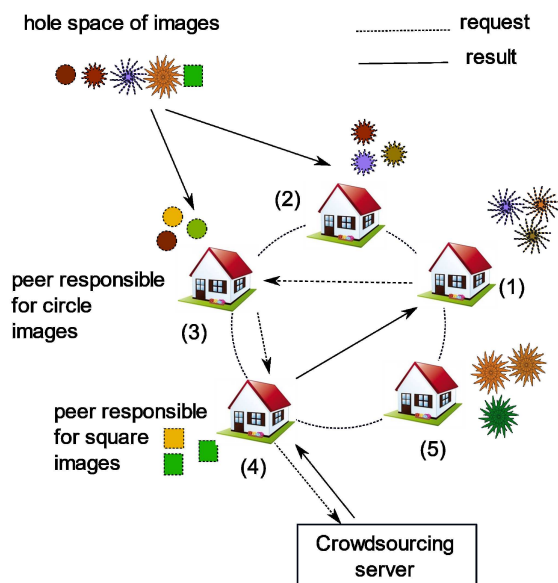 hole space of images
request
result
(2)
(1)
peer responsible
for circle
images
(3)
peer responsible
for square
images
(4)
(5)
Crowdsourcing
server